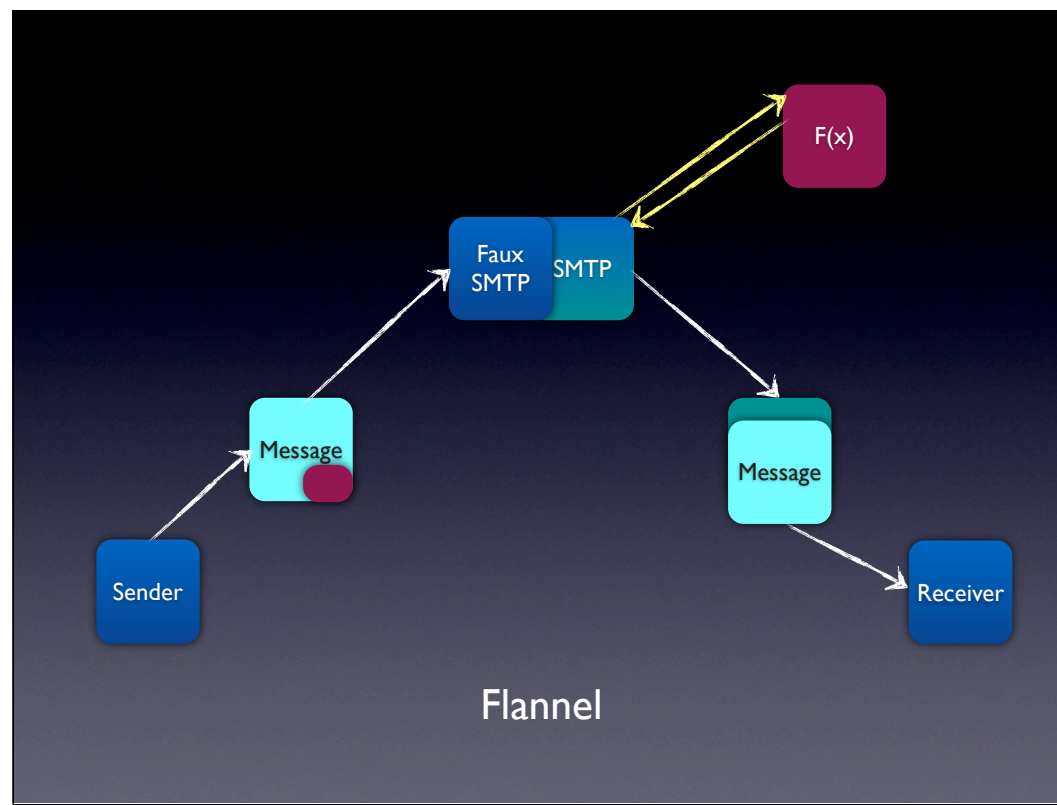 F(x)
Faux
SMTP
SMTP
Message
Message
Sender
Receiver
Flannel